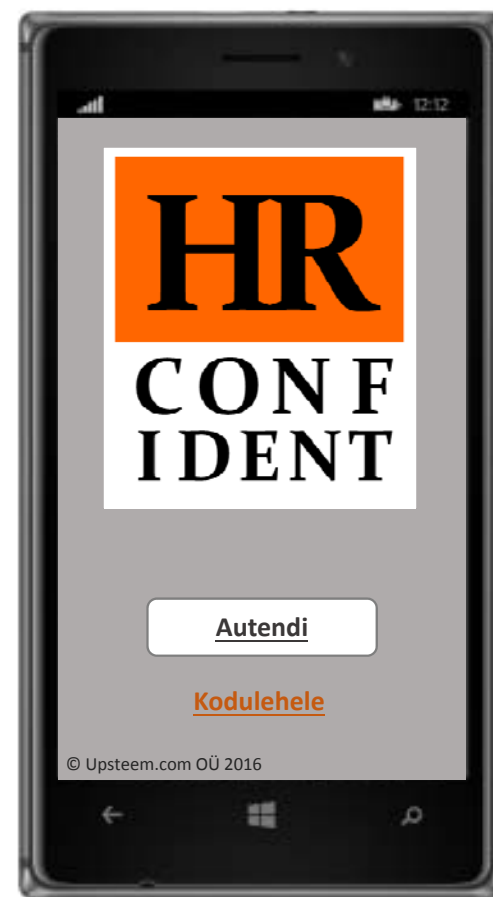 12:12
HR
CONF
IDENT
Autendi
Kodulehele
© Upsteem.com OÜ 2016